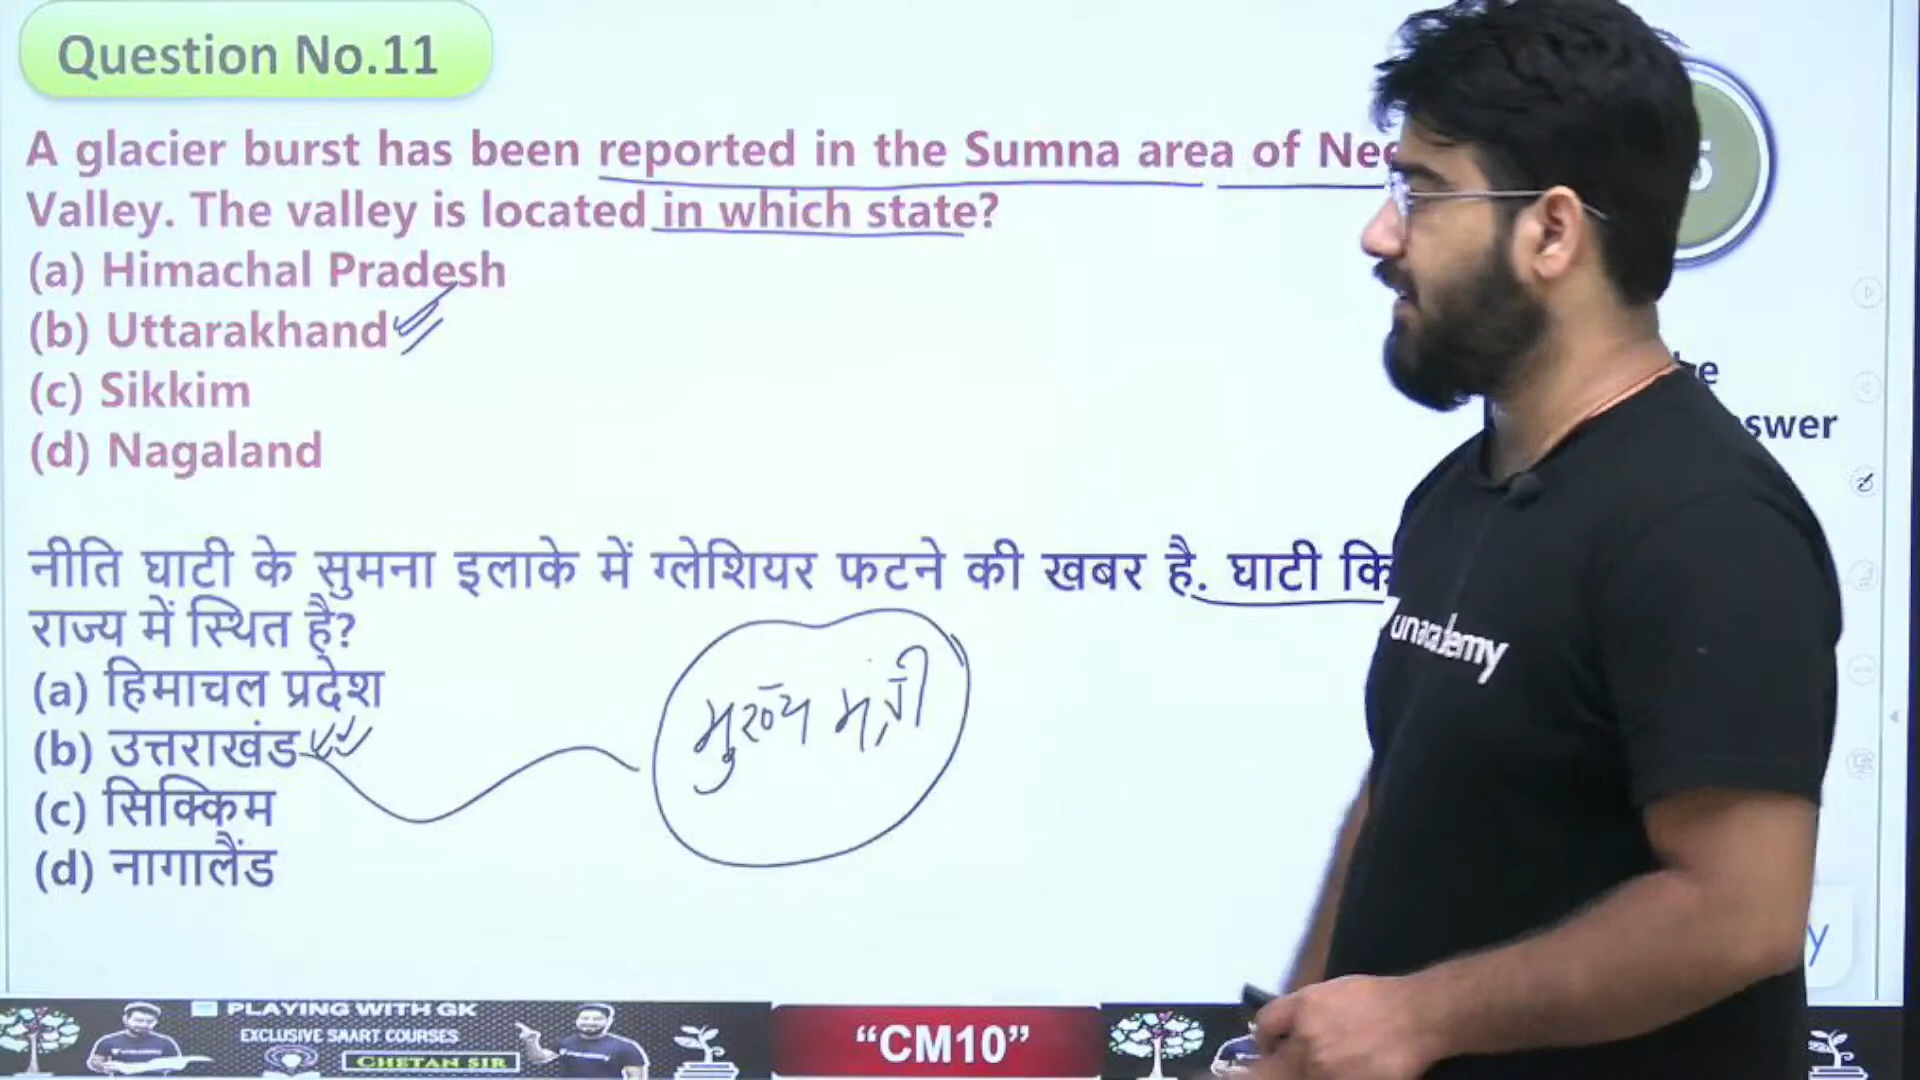 Question No.11
A glacier burst has been reported in the Sumna area of
Valley. The valley is located in which state?
(a) Himachal Pradesh
(b) Uttarakhand
(c) Sikkim
(d) Nagaland
नीति घाटी के सुमना इलाके में ग्लेशियर फटने की खबर है. घाटी
राज्य में स्थित है?
(a) हिमाचल प्रदेश
(b) उत्तराखंड
(c) सिक्किम
(d) नागालैंड
मुख्य मंत्री
unacademy
PLAYING WITH GK
EXCLUSIVE SAART COURSES
CHETAN SIR
“CM10”